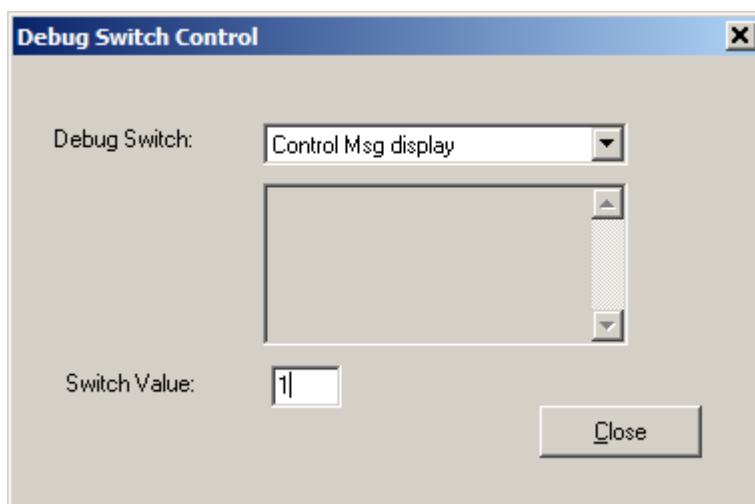 Debug Switch Control
Debug Switch:
Control Msg display
Switch Value:
1
Close